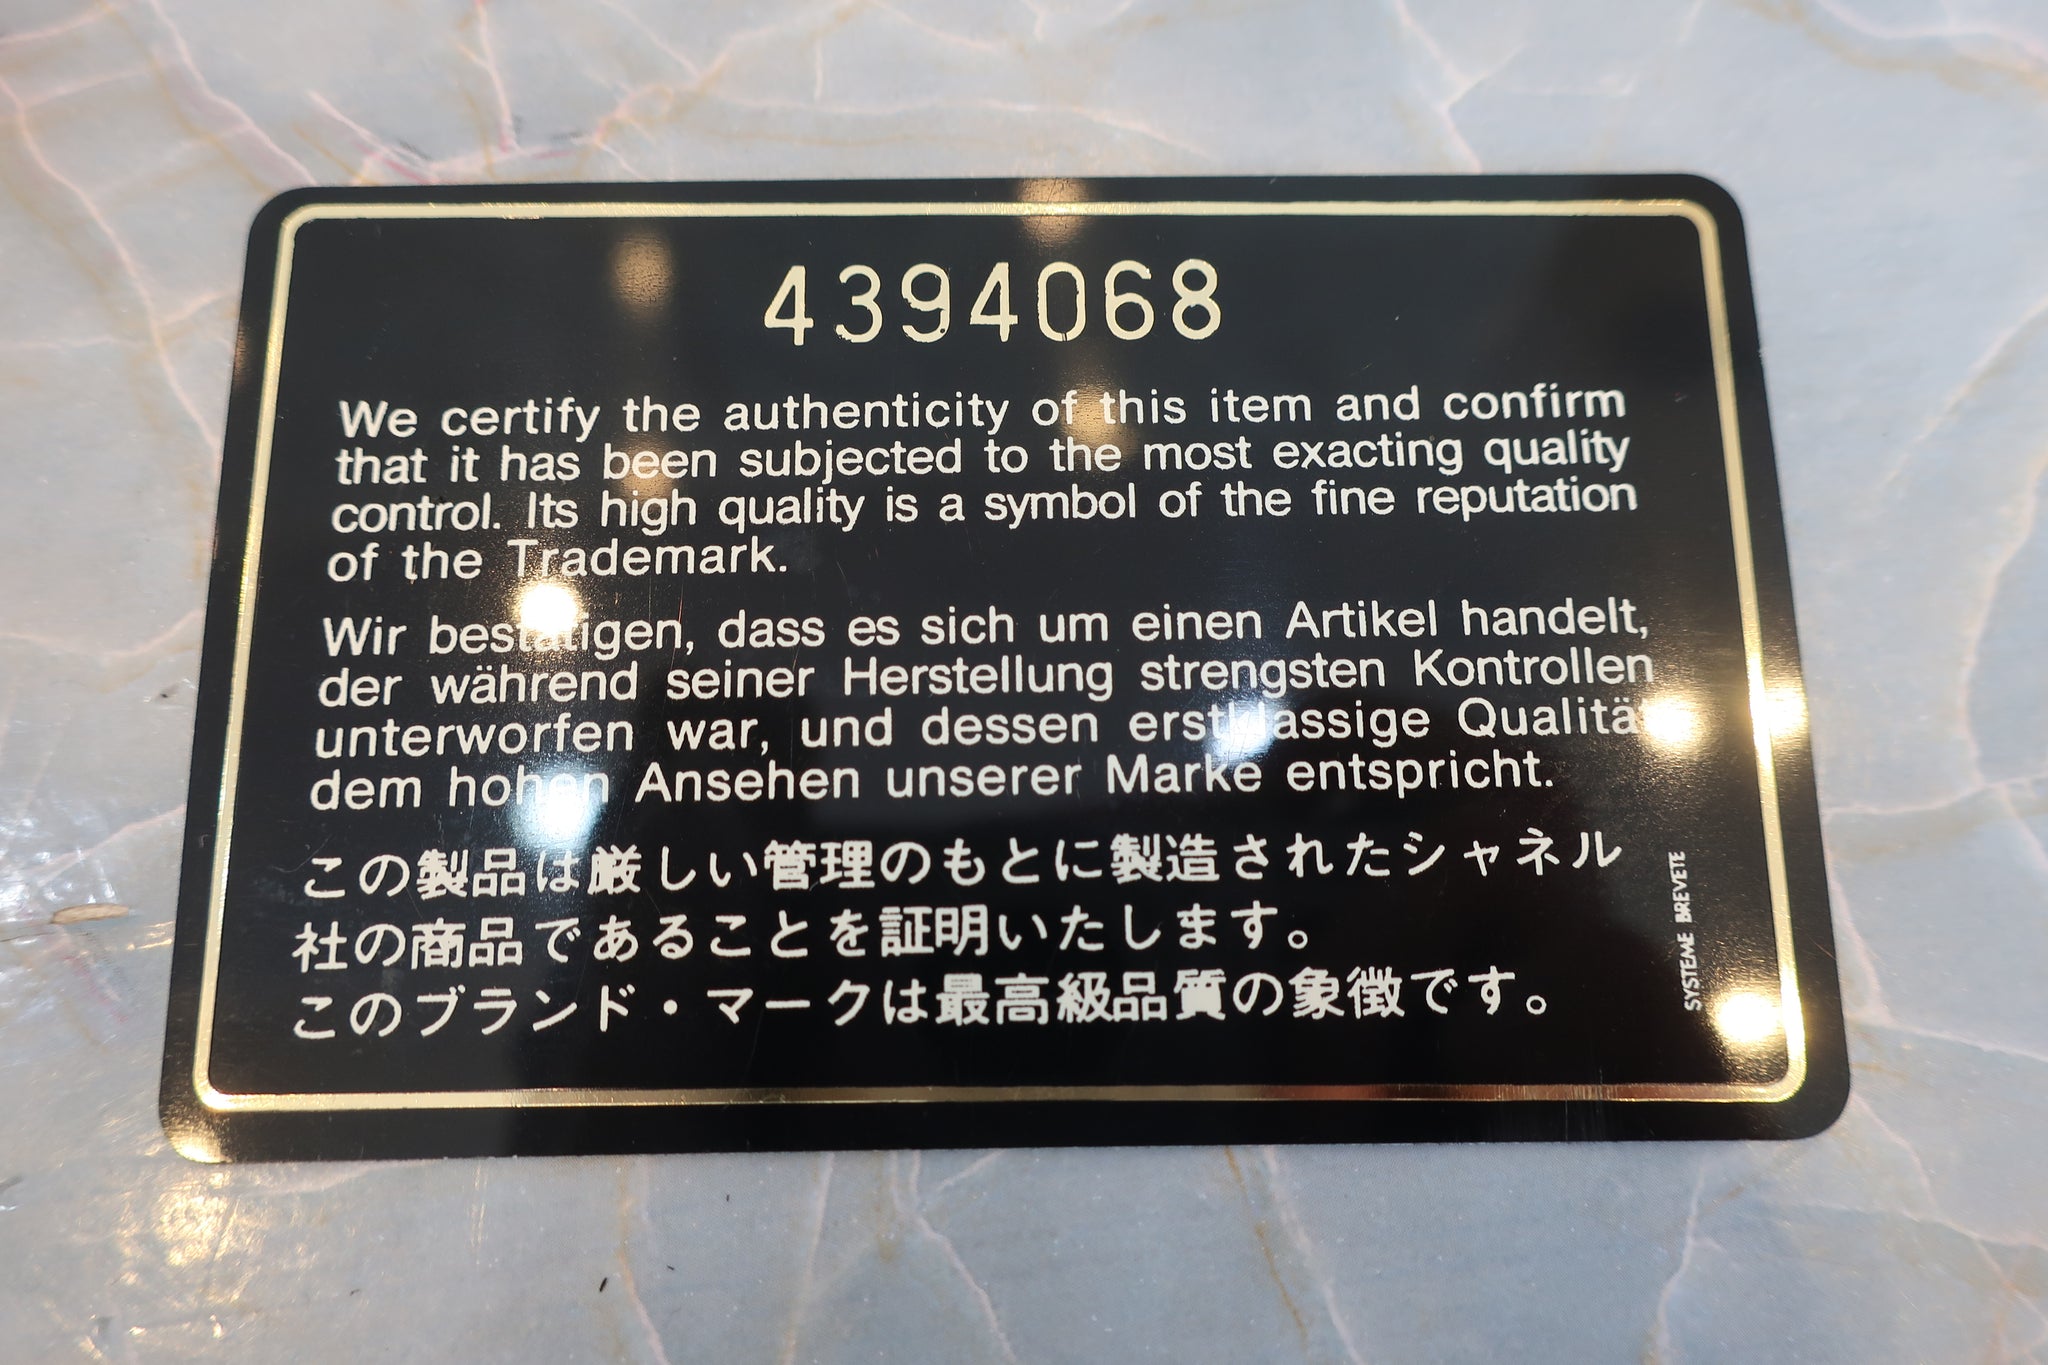 4394068
We certify the authenticity of this item and confirm
that it has been subjected to the most exacting quality
control. Its high quality is a symbol of the fine reputation
of the Trademark.
Wir bestätigen, dass es sich um einen Artikel handelt,
der während seiner Herstellung strengsten Kontrollen
unterworfen war, und dessen erstklassige Qualität
dem hohen Ansehen unserer Marke entspricht.
この製品は厳しい管理のもとに製造されたシャネル
社の商品であることを証明いたします。
このブランド・マークは最高級品質の象徴です。
SYSTEME BREVETE